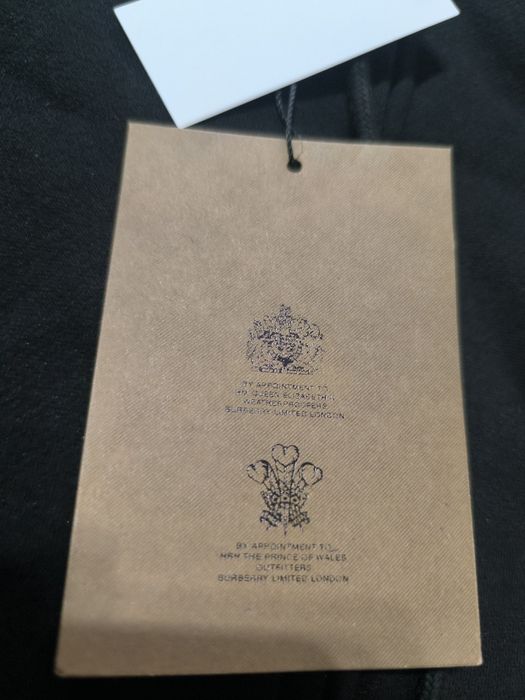 BY APPOINTMENT TO
HM QUEEN ELIZABETH II
WEATHERPROOFERS
BURBERRY LIMITED LONDON
BY APPOINTMENT TO
HRH THE PRINCE OF WALES
OUTFITTERS
BURBERRY LIMITED LONDON